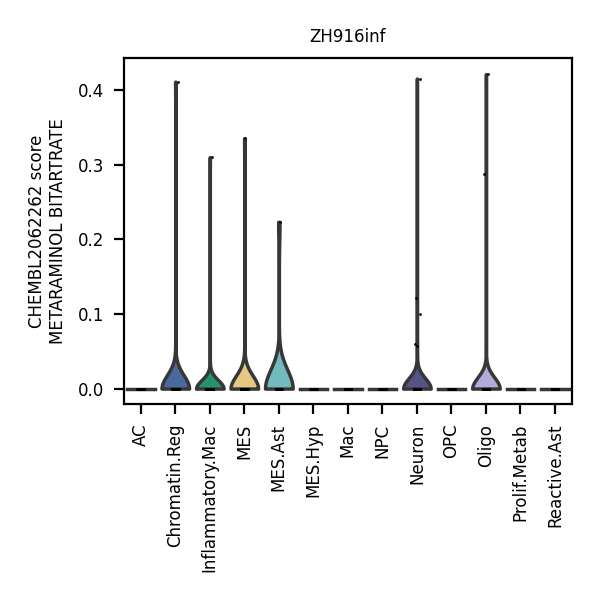 ZH916inf
CHEMBL2062262 score
METARAMINOL BITARTRATE
0.4
0.3
0.2
0.1
0.0
AC
Chromatin.Reg
Inflammatory.Mac
MES
MES.Ast
MES.Hyp
Mac
NPC
Neuron
OPC
Oligo
Prolif.Metab
Reactive.Ast